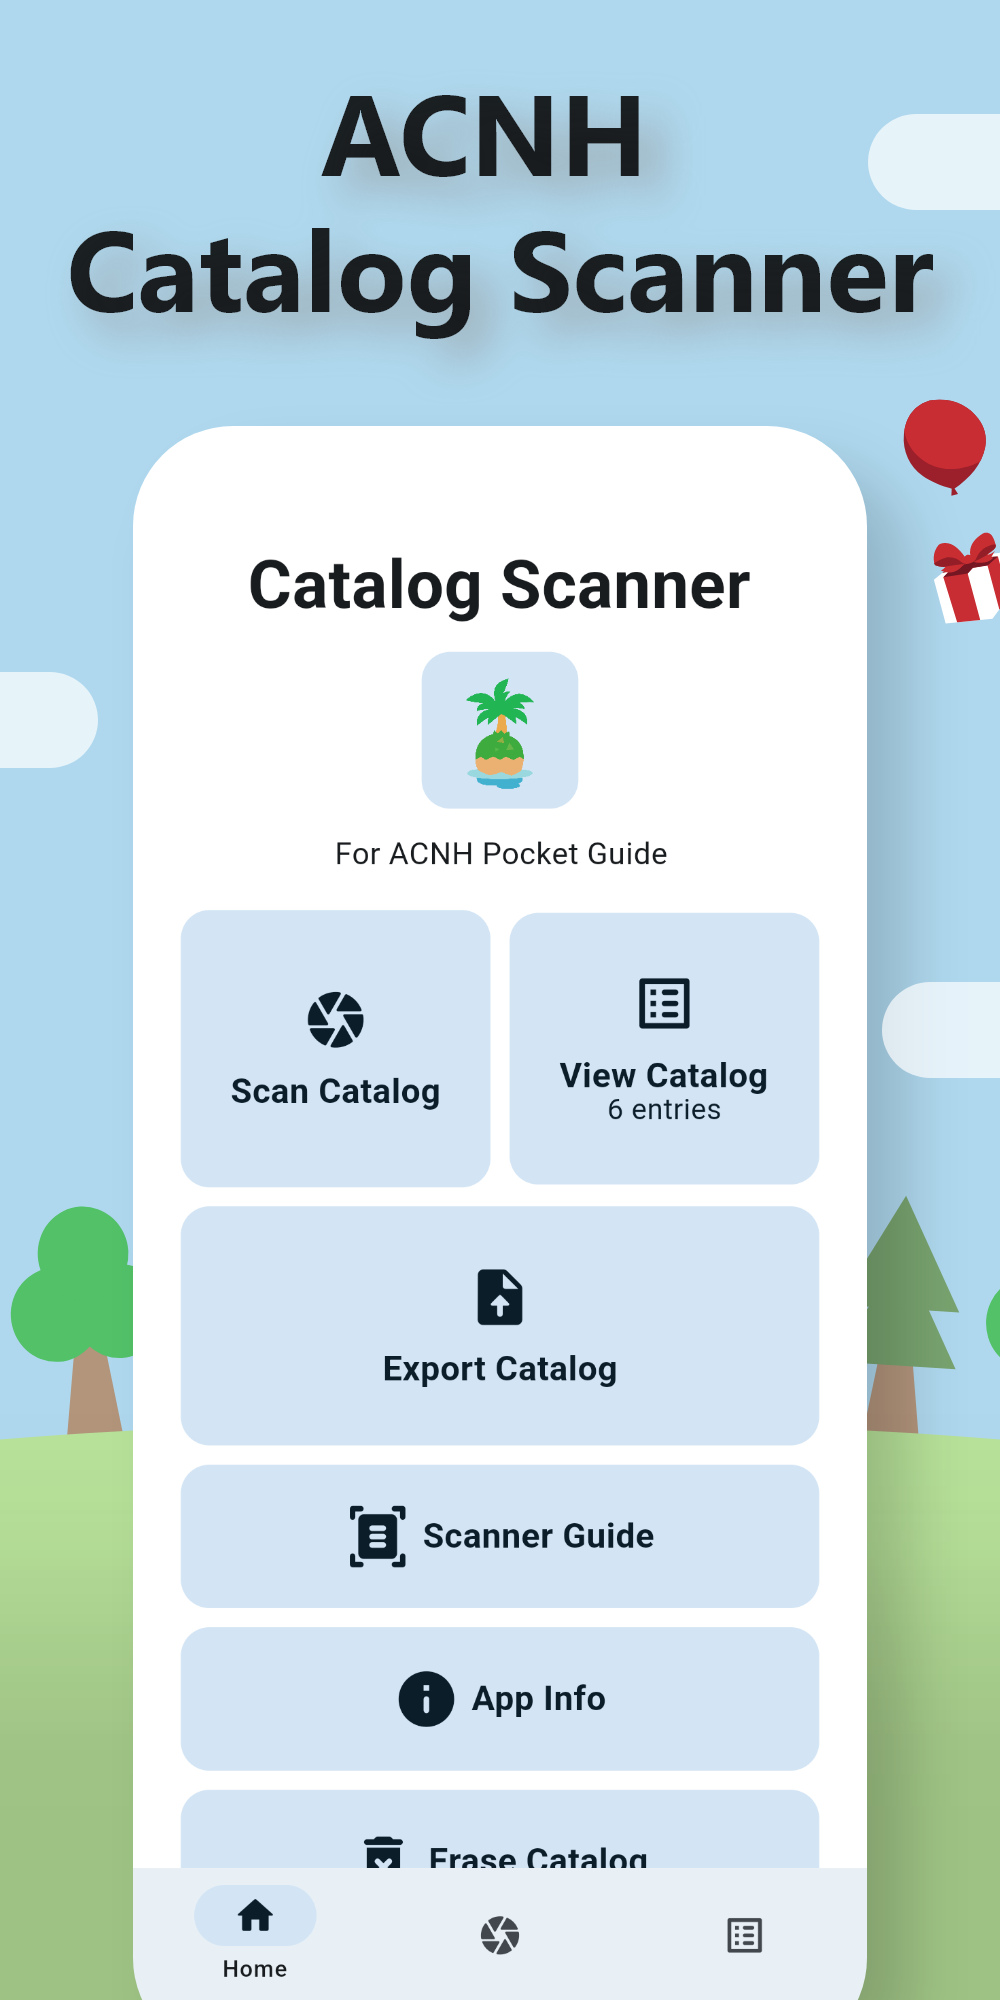 ACNH
Catalog Scanner
Catalog Scanner
For ACNH Pocket Guide
Scan Catalog
View Catalog
6 entries
Export Catalog
Scanner Guide
App Info
Erase Catalog
Home